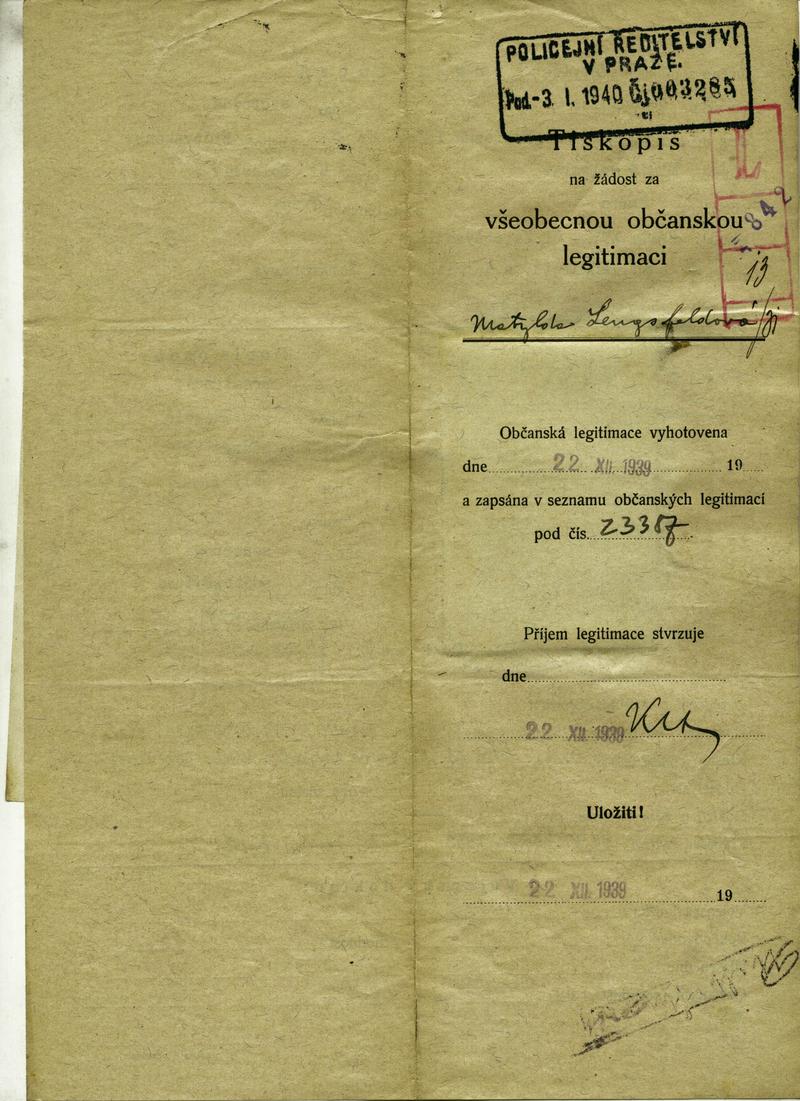 POLICEJNÍ ŘEDITELSTVÍ
V PRAZE.
Pod.-3. I. 1940 Čj003285
Tiskopis
na žádost za
všeobecnou občanskou
legitimaci
13
Matylda Lengsfeldová
Občanská legitimace vyhotovena
dne 22 XII. 1939 19
a zapsána v seznamu občanských legitimací
pod čís. 23357
Příjem legitimace stvrzuje
dne
22 XII. 1939
Uložiti!
22 XII. 1939 19